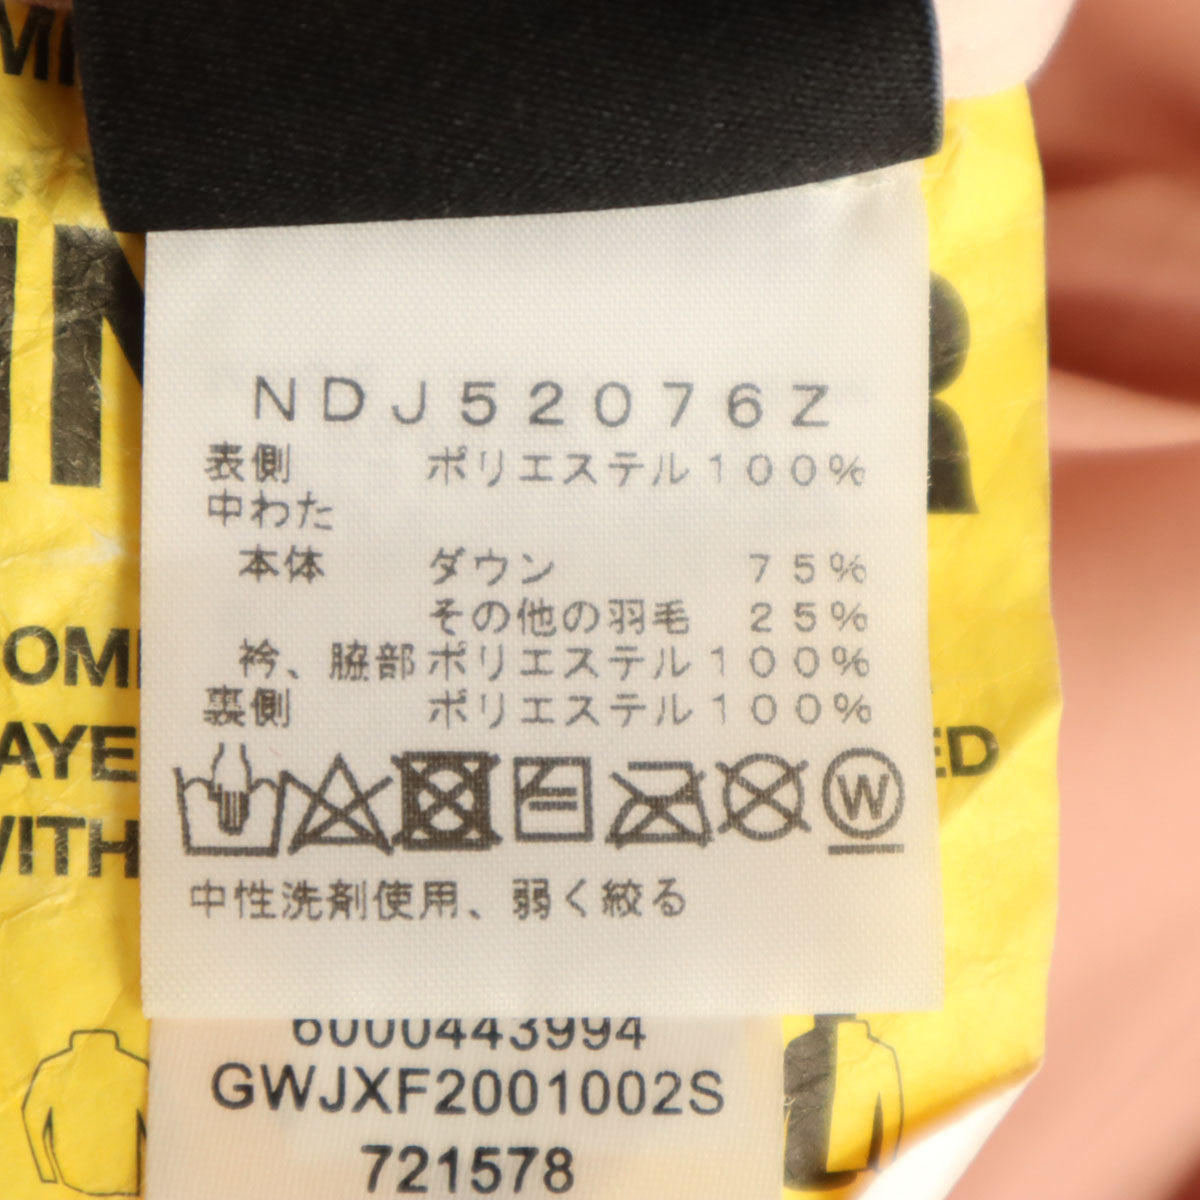 NDJ52076Z
表側 ポリエステル100%
中わた
本体 ダウン 75%
その他の羽毛 25%
衿、脇部 ポリエステル100%
裏側 ポリエステル100%
W
中性洗剤使用、弱く絞る
6000443994
GWJXF2001002S
721578
WITH